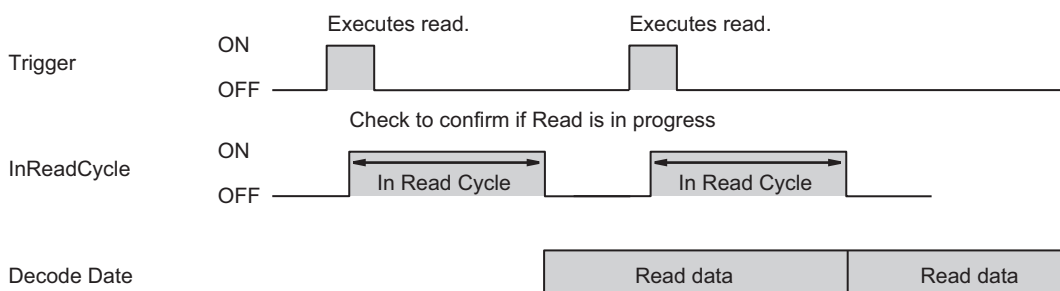 Executes read. Executes read.
ON
Trigger
OFF
Check to confirm if Read is in progress
ON
InReadCycle
In Read Cycle In Read Cycle
OFF
Decode Date Read data Read data